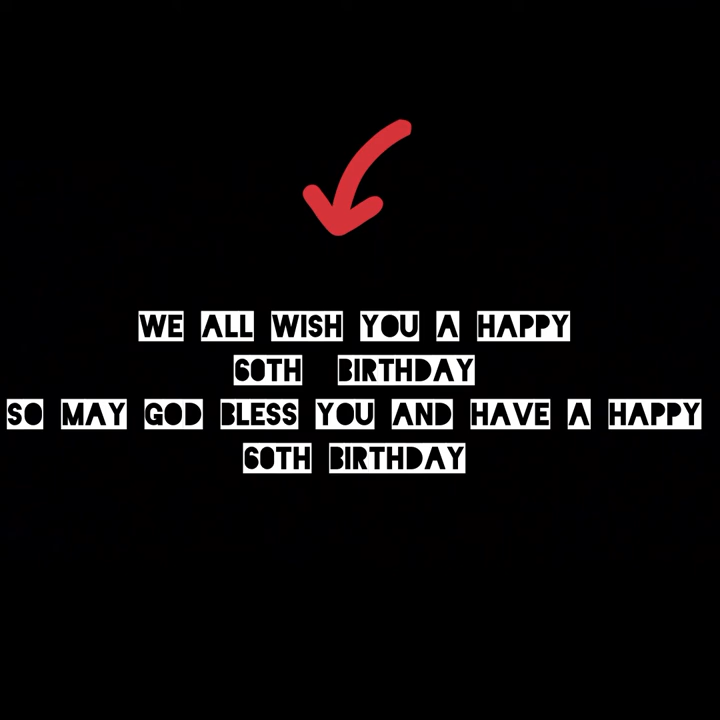 WE ALL WISH YOU A HAPPY
60TH BIRTHDAY
SO MAY GOD BLESS YOU AND HAVE A HAPPY
60TH BIRTHDAY